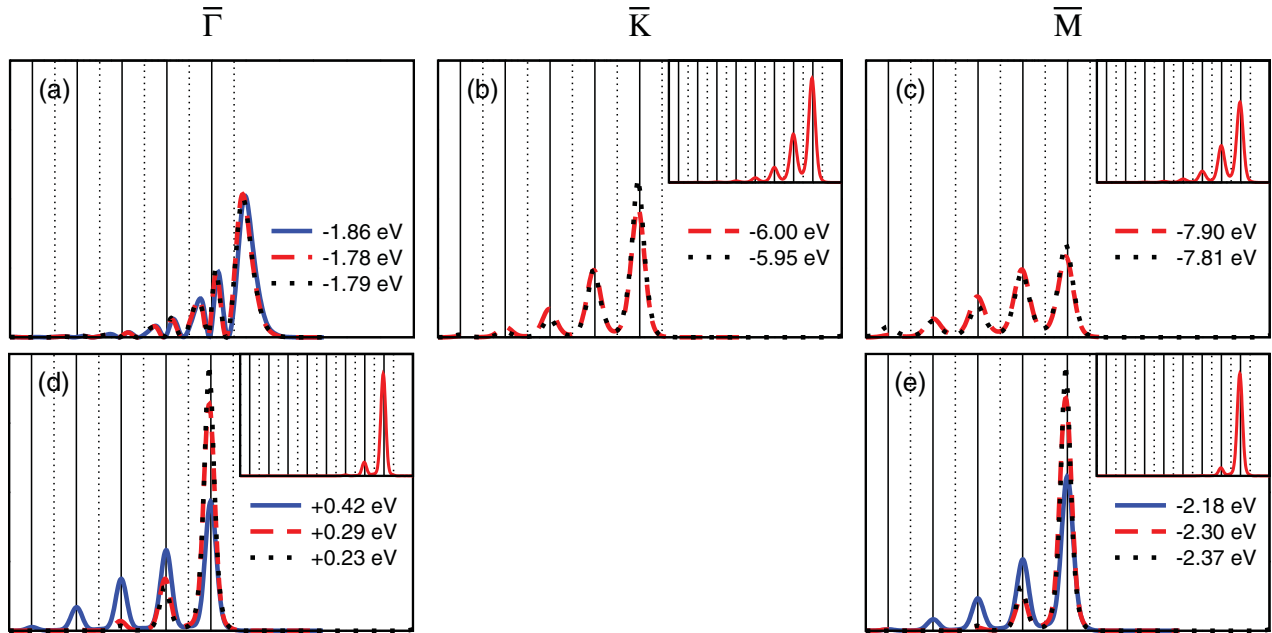 Γ̅ K̅ M̅
(a)
-1.86 eV
-1.78 eV
-1.79 eV
(b)
-6.00 eV
-5.95 eV
(c)
-7.90 eV
-7.81 eV
(d)
+0.42 eV
+0.29 eV
+0.23 eV
(e)
-2.18 eV
-2.30 eV
-2.37 eV